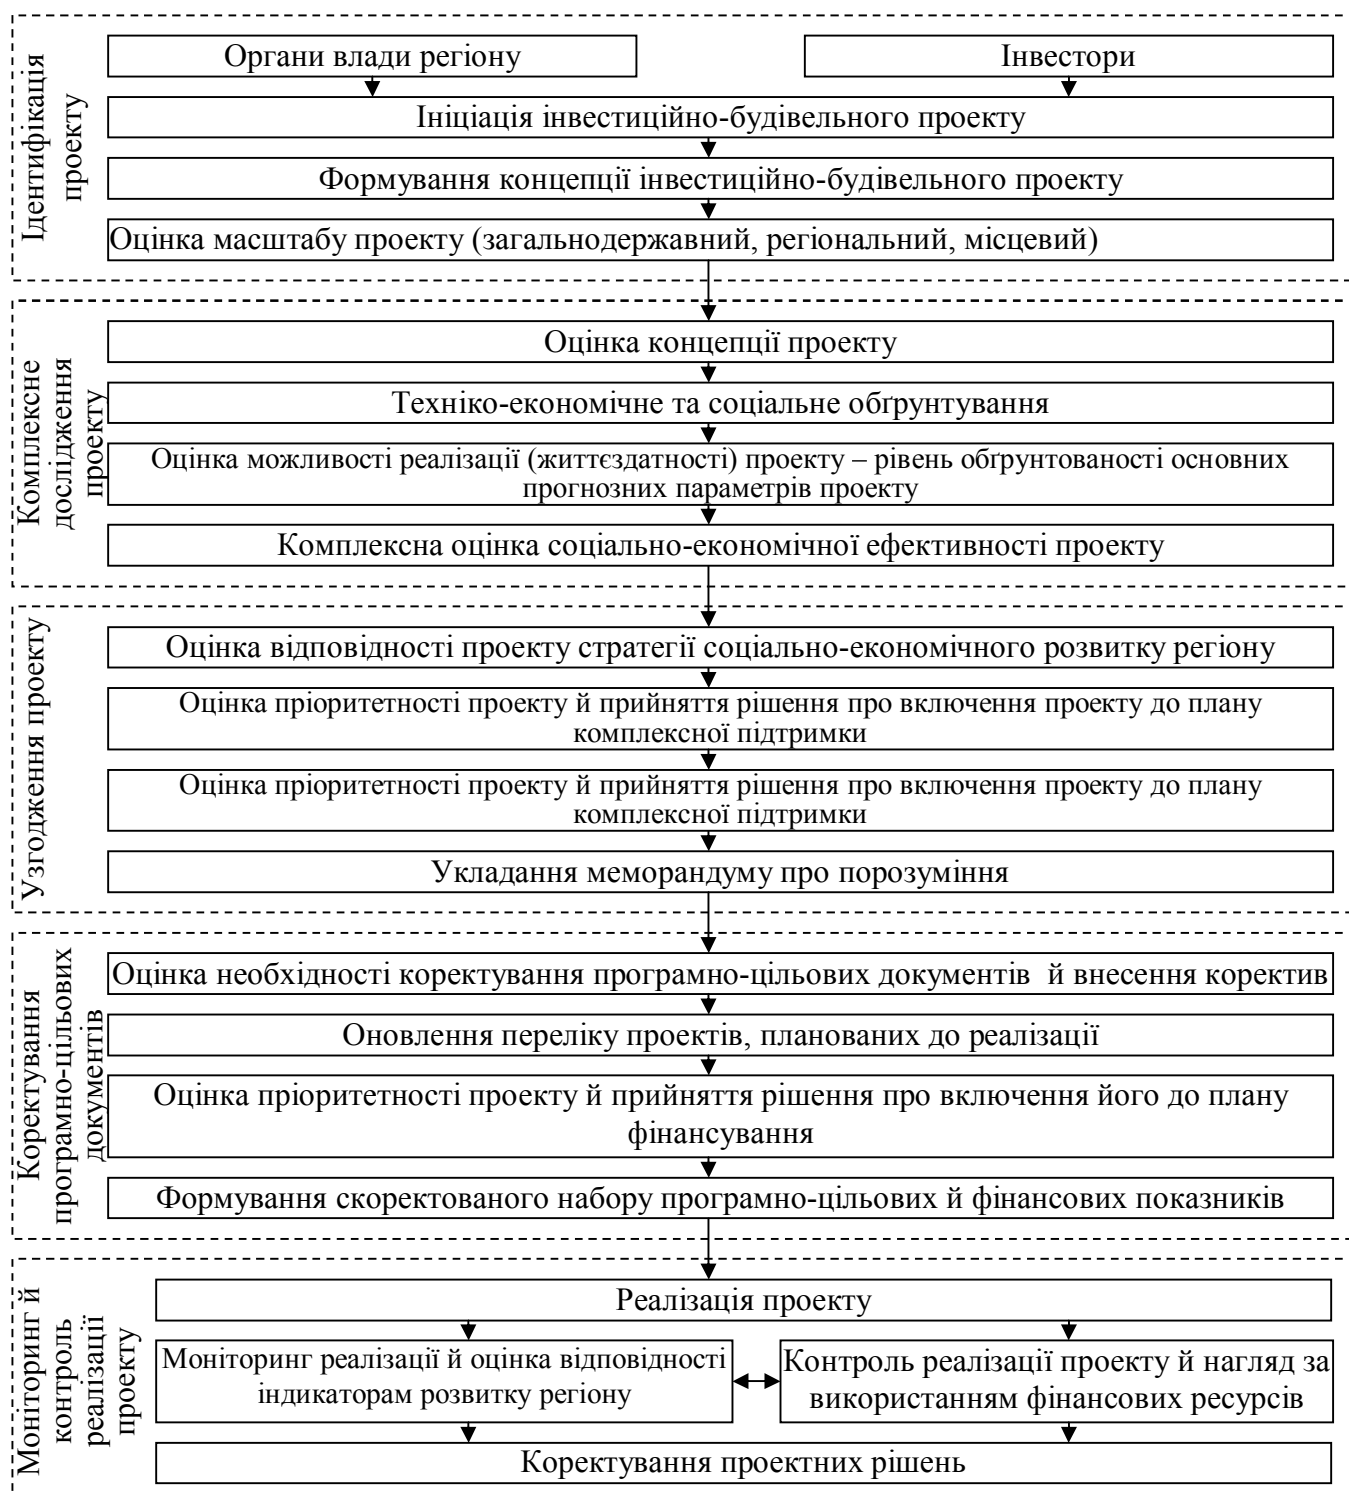 Ідентифікація
проекту
Органи влади регіону
Інвестори
Ініціація інвестиційно-будівельного проекту
Формування концепції інвестиційно-будівельного проекту
Оцінка масштабу проекту (загальнодержавний, регіональний, місцевий)
Комплексне
дослідження
проекту
Оцінка концепції проекту
Техніко-економічне та соціальне обґрунтування
Оцінка можливості реалізації (життєздатності) проекту – рівень обґрунтованості основних
прогнозних параметрів проекту
Комплексна оцінка соціально-економічної ефективності проекту
Узгодження проекту
Оцінка відповідності проекту стратегії соціально-економічного розвитку регіону
Оцінка пріоритетності проекту й прийняття рішення про включення проекту до плану
комплексної підтримки
Оцінка пріоритетності проекту й прийняття рішення про включення проекту до плану
комплексної підтримки
Укладання меморандуму про порозуміння
Коректування
програмно-цільових
документів
Оцінка необхідності коректування програмно-цільових документів й внесення коректив
Оновлення переліку проектів, планованих до реалізації
Оцінка пріоритетності проекту й прийняття рішення про включення його до плану
фінансування
Формування скоректованого набору програмно-цільових й фінансових показників
Моніторинг й
контроль
реалізації
проекту
Реалізація проекту
Моніторинг реалізації й оцінка відповідності
індикаторам розвитку регіону
Контроль реалізації проекту й нагляд за
використанням фінансових ресурсів
Коректування проектних рішень